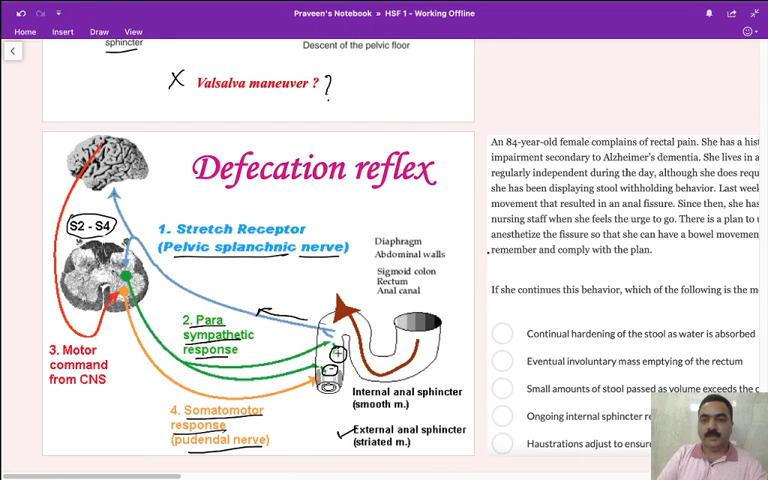 Praveen's Notebook » HSF 1 - Working Offline
Home Insert Draw View
sphincter
Descent of the pelvic floor
X Valsalva maneuver ? ?
Defecation reflex
S2 - S4
1. Stretch Receptor
(Pelvic splanchnic nerve)
Diaphragm
Abdominal walls
Sigmoid colon
Rectum
Anal canal
2. Para
sympathetic
response
3. Motor
command
from CNS
+
-
Internal anal sphincter
(smooth m.)
4. Somatomotor
response
(pudendal nerve)
External anal sphincter
(striated m.)
An 84-year-old female complains of rectal pain. She has a hist
impairment secondary to Alzheimer's dementia. She lives in a
regularly independent during the day, although she does requ
she has been displaying stool withholding behavior. Last week
movement that resulted in an anal fissure. Since then, she has
nursing staff when she feels the urge to go. There is a plan to u
anesthetize the fissure so that she can have a bowel movemen
remember and comply with the plan.
If she continues this behavior, which of the following is the m
Continual hardening of the stool as water is absorbed
Eventual involuntary mass emptying of the rectum
Small amounts of stool passed as volume exceeds the c
Ongoing internal sphincter re
Haustrations adjust to ensure